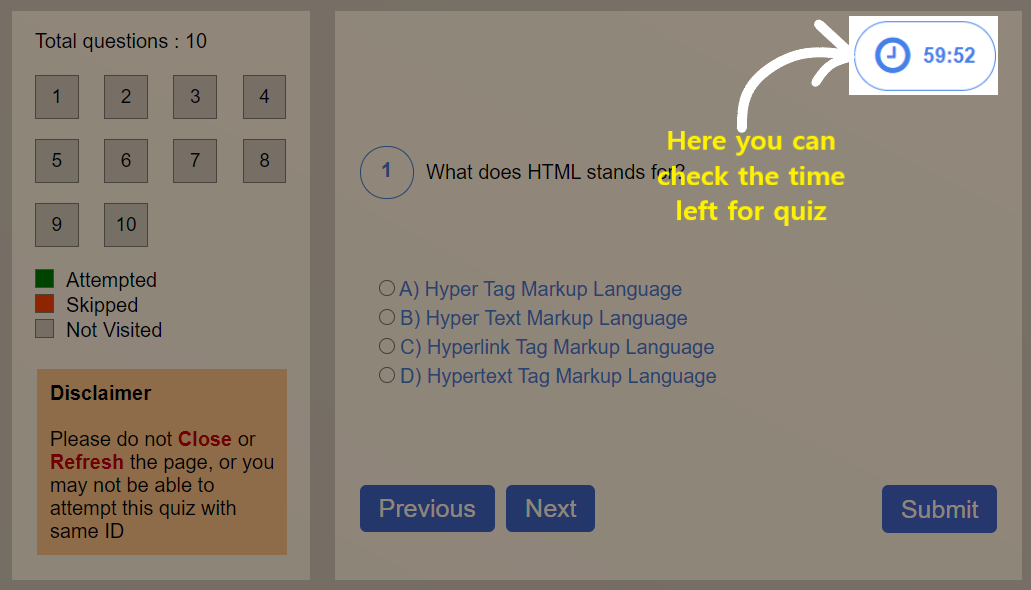 Total questions : 10
1 2 3 4
5 6 7 8
9 10
Attempted
Skipped
Not Visited
Disclaimer
Please do not Close or
Refresh the page, or you
may not be able to
attempt this quiz with
same ID
59:52
Here you can
check the time
left for quiz
1 What does HTML stands for?
A) Hyper Tag Markup Language
B) Hyper Text Markup Language
C) Hyperlink Tag Markup Language
D) Hypertext Tag Markup Language
Previous Next Submit